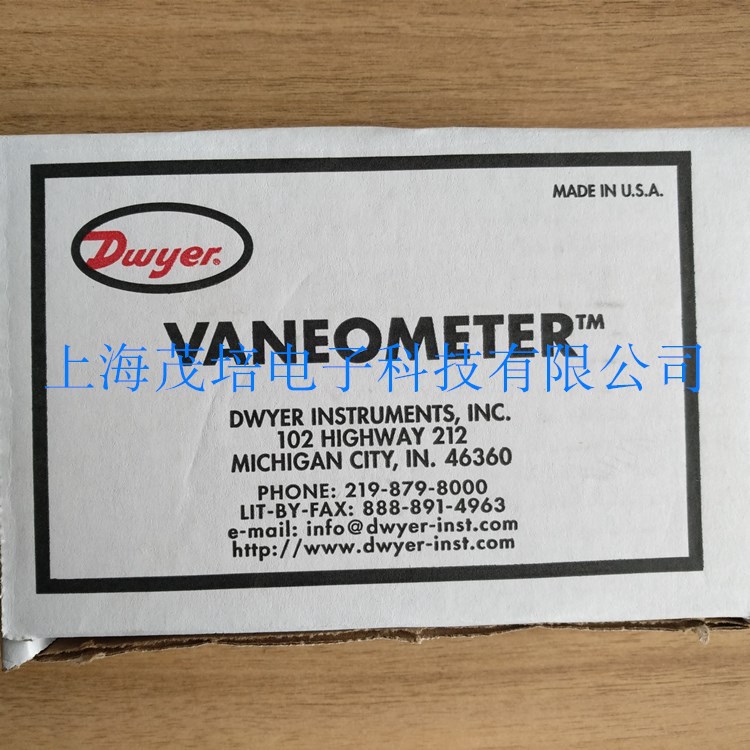 MADE IN U.S.A.
Dwyer®
VANEOMETER™
上海茂培电子科技有限公司
DWYER INSTRUMENTS, INC.
102 HIGHWAY 212
MICHIGAN CITY, IN. 46360
PHONE: 219-879-8000
LIT-BY-FAX: 888-891-4963
e-mail: info@dwyer-inst.com
http://www.dwyer-inst.com